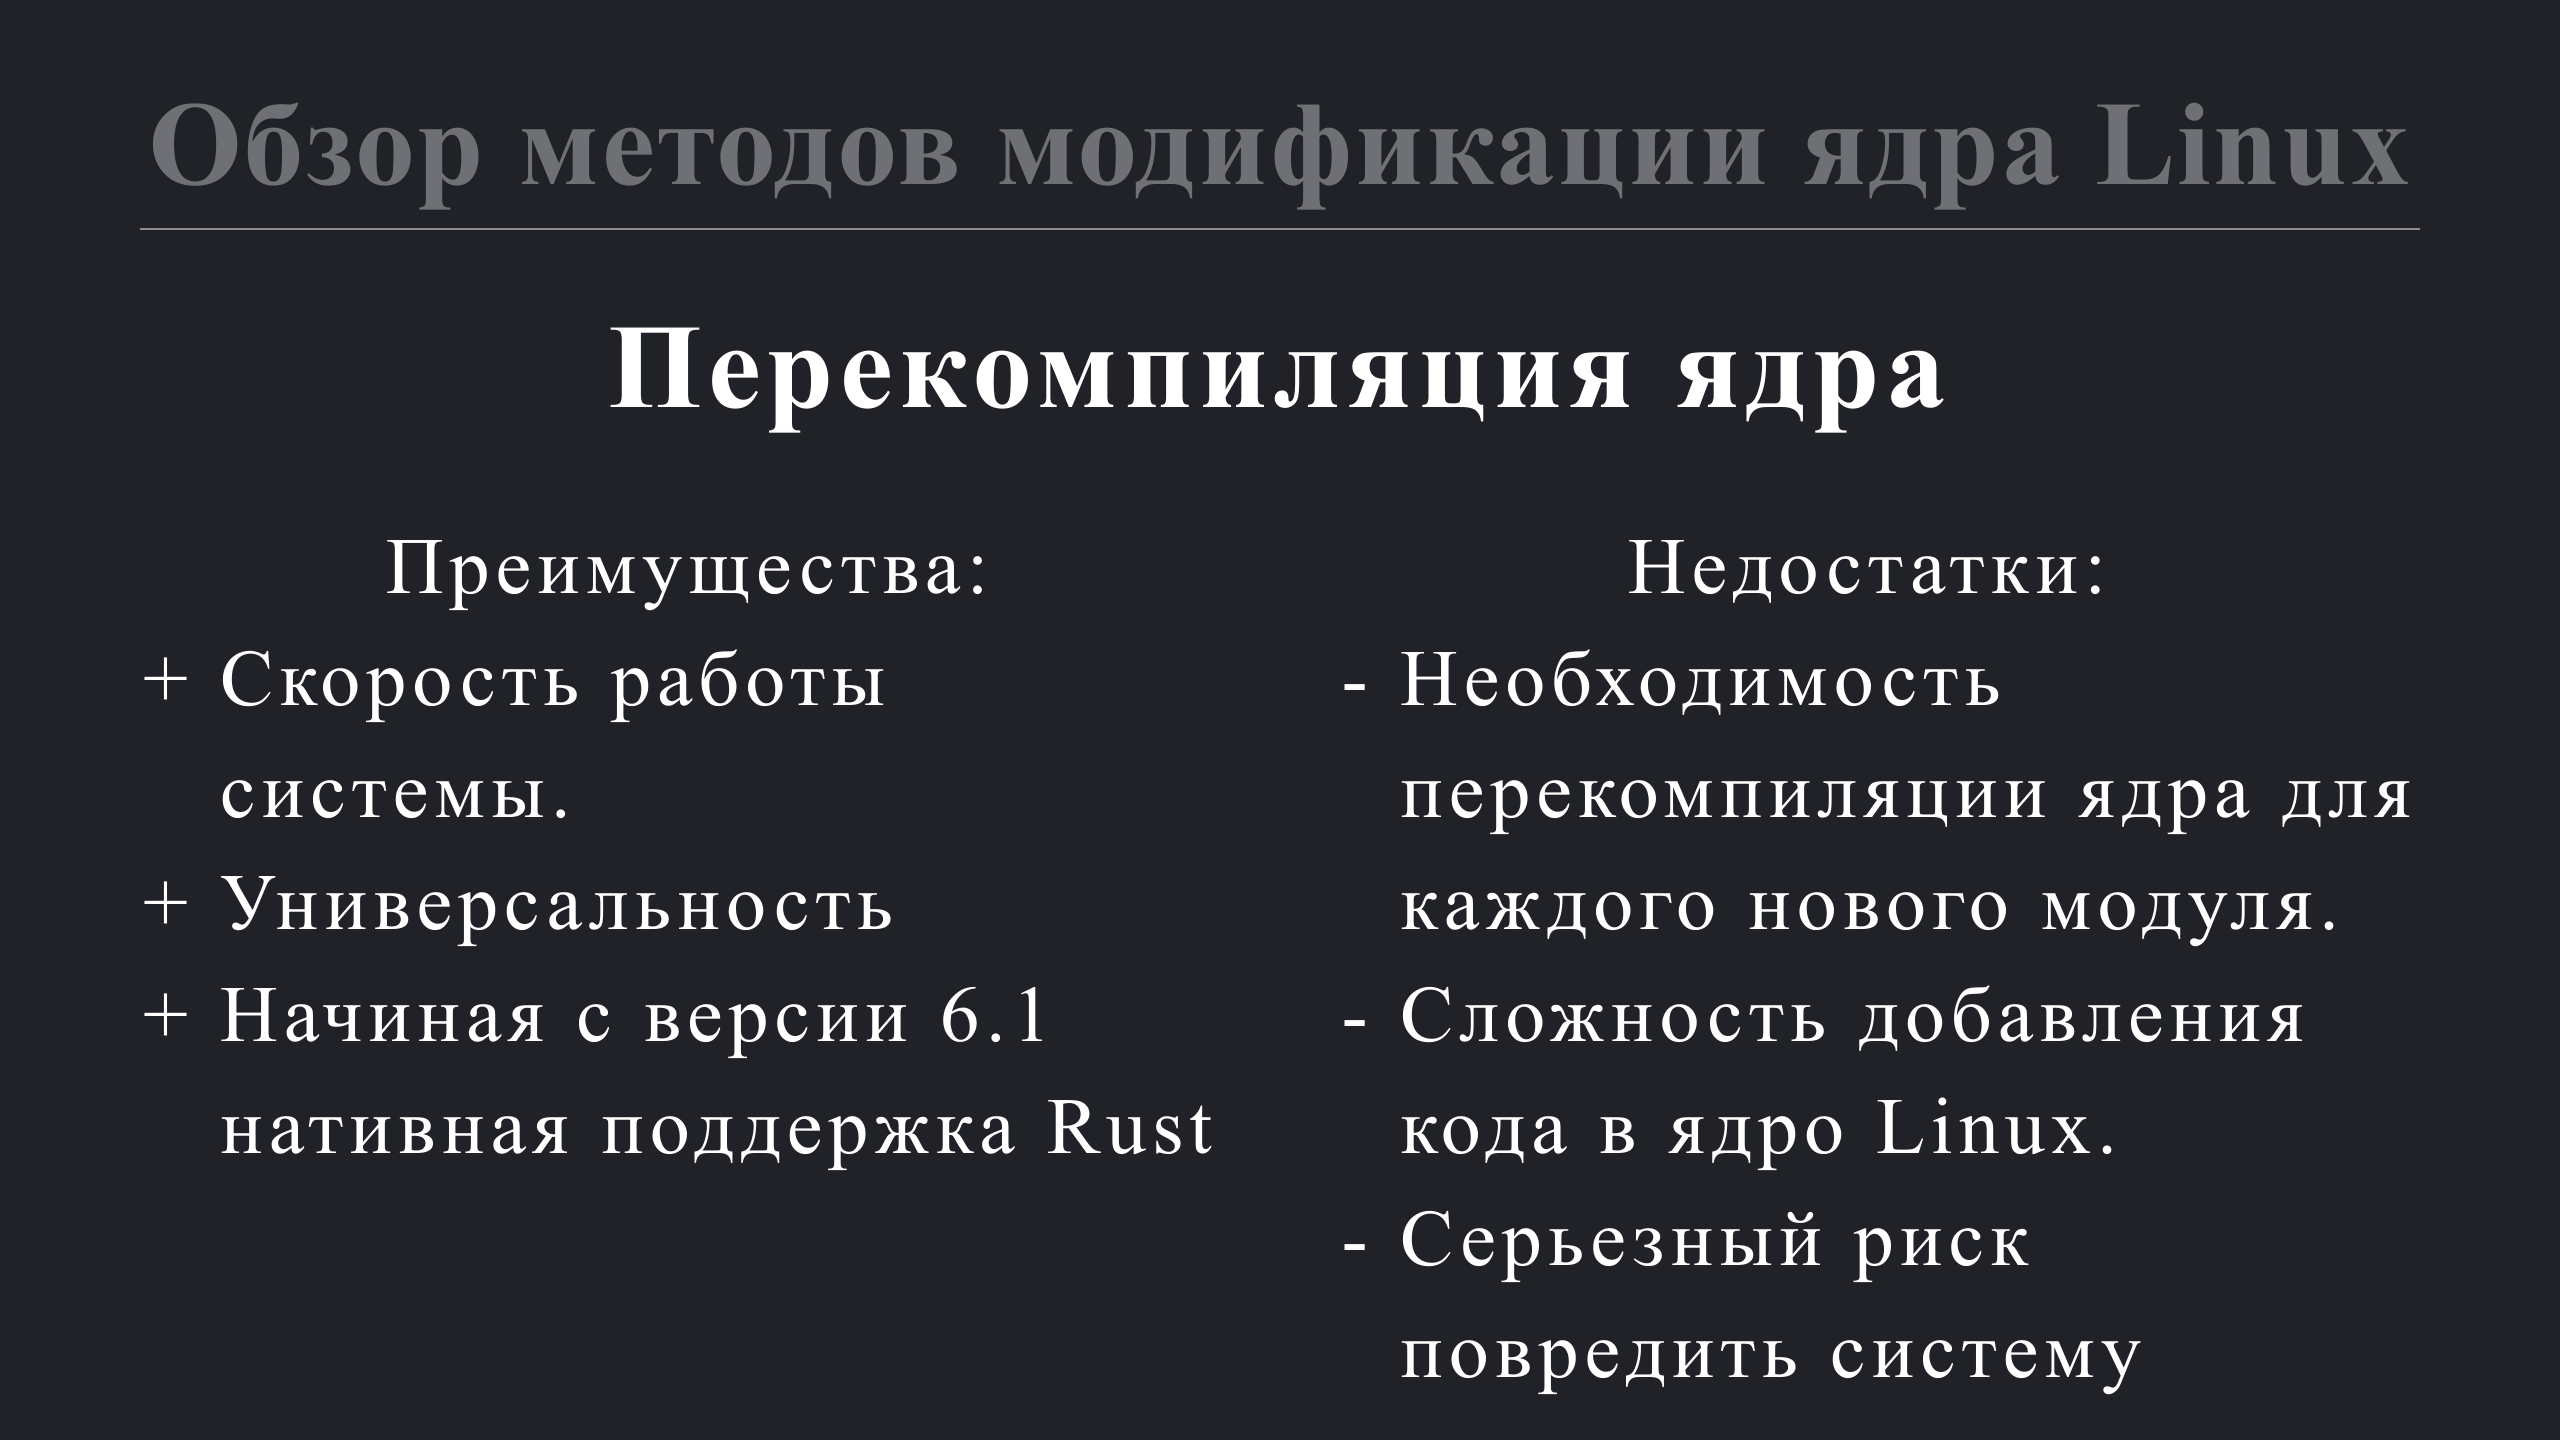 Обзор методов модификации ядра Linux
Перекомпиляция ядра
Преимущества:
+ Скорость работы
системы.
+ Универсальность
+ Начиная с версии 6.1
нативная поддержка Rust
Недостатки:
- Необходимость
перекомпиляции ядра для
каждого нового модуля.
- Сложность добавления
кода в ядро Linux.
- Серьезный риск
повредить систему